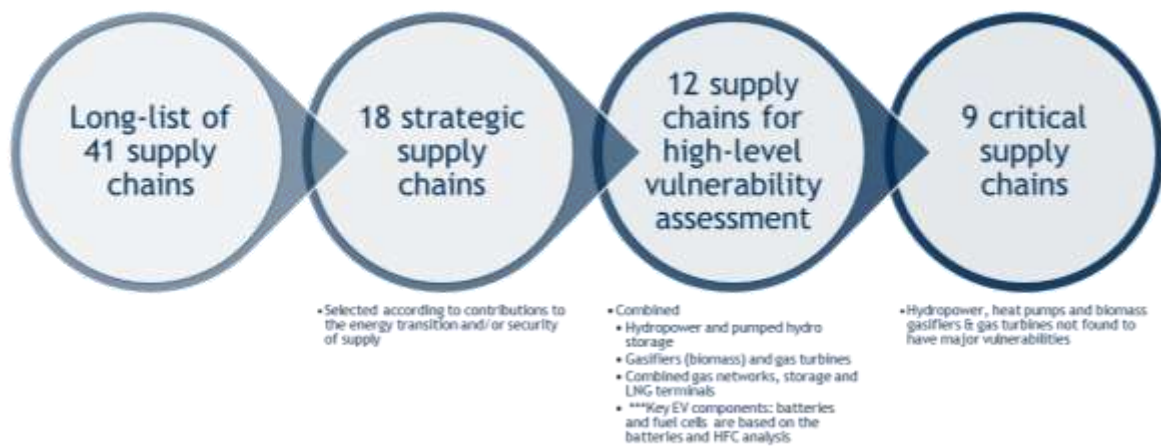 Long-list of
41 supply
chains
18 strategic
supply
chains
12 supply
chains for
high-level
vulnerability
assessment
9 critical
supply
chains
•Selected according to contributions to
the energy transition and/or security
of supply
•Combined
•Hydropower and pumped hydro
storage
•Gasifiers (biomass) and gas turbines
•Combined gas networks, storage and
LNG terminals
•***Key EV components: batteries
and fuel cells are based on the
batteries and HFC analysis
•Hydropower, heat pumps and biomass
gasifiers & gas turbines not found to
have major vulnerabilities